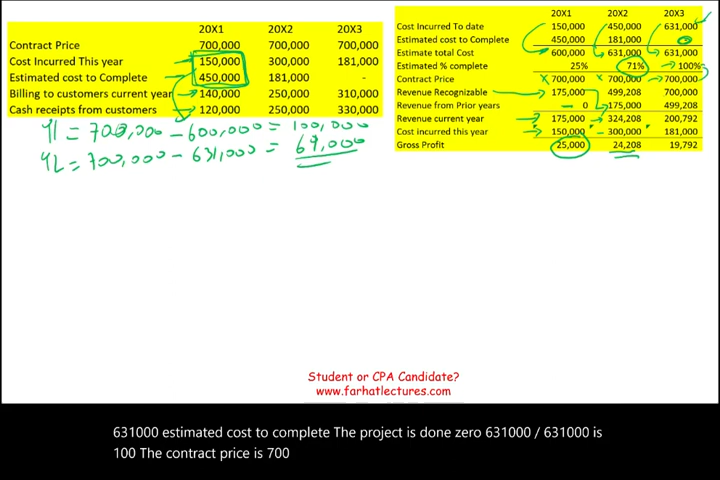 20X1 20X2 20X3
Contract Price 700,000 700,000 700,000
Cost Incurred This year 150,000 300,000 181,000
Estimated cost to Complete 450,000 181,000 -
Billing to customers current year 140,000 250,000 310,000
Cash receipts from customers 120,000 250,000 330,000
Y1 = 700,000 - 600,000 = 100,000
Y2 = 700,000 - 631,000 = 69,000
20X1 20X2 20X3
Cost Incurred To date 150,000 450,000 631,000
Estimated cost to Complete 450,000 181,000 0
Estimate total Cost 600,000 631,000 631,000
Estimated % complete 25% 71% 100%
Contract Price 700,000 700,000 700,000
Revenue Recognizable 175,000 499,208 700,000
Revenue from Prior years 0 175,000 499,208
Revenue current year 175,000 324,208 200,792
Cost incurred this year 150,000 300,000 181,000
Gross Profit 25,000 24,208 19,792
Student or CPA Candidate?
www.farhatlectures.com
631000 estimated cost to complete The project is done zero 631000 / 631000 is
100 The contract price is 700